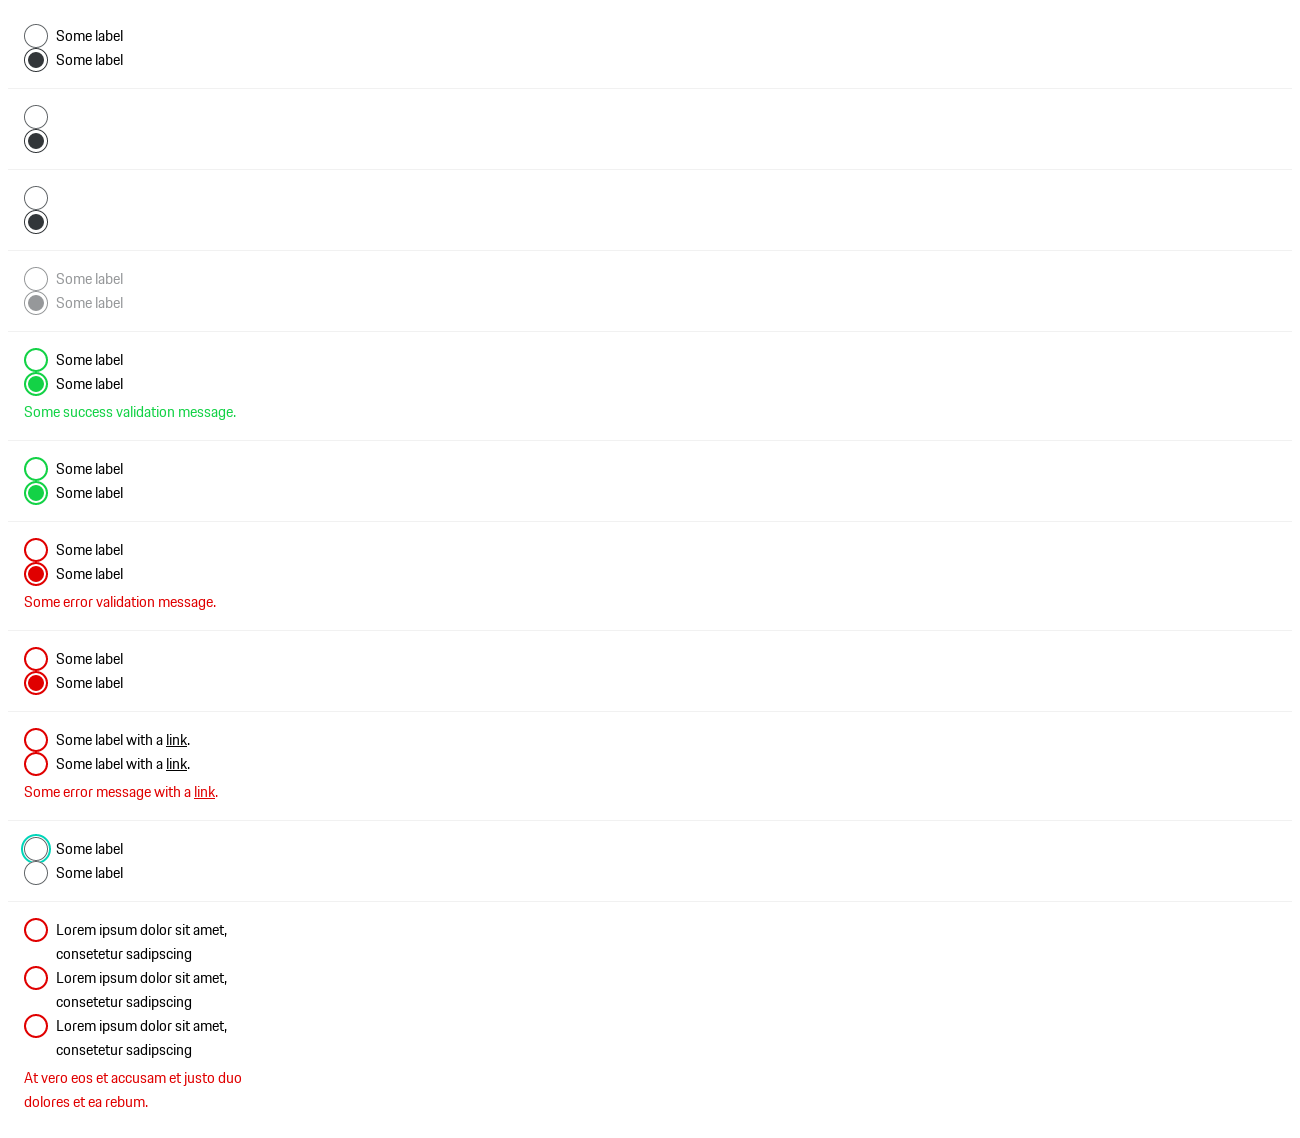 Some label
Some label
Some label
Some label
Some label
Some label
Some success validation message.
Some label
Some label
Some label
Some label
Some error validation message.
Some label
Some label
Some label with a link.
Some label with a link.
Some error message with a link.
Some label
Some label
Lorem ipsum dolor sit amet,
consetetur sadipscing
Lorem ipsum dolor sit amet,
consetetur sadipscing
Lorem ipsum dolor sit amet,
consetetur sadipscing
At vero eos et accusam et justo duo
dolores et ea rebum.